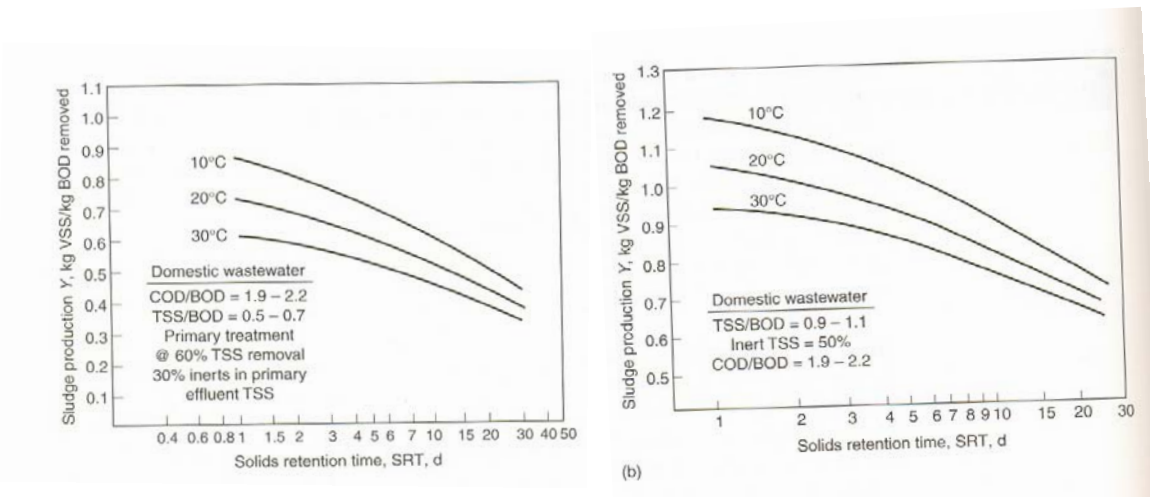 Sludge production Y, kg VSS/kg BOD removed
1.1
1.0
0.9
0.8
0.7
0.6
0.5
0.4
0.3
0.2
0.1
10°C
20°C
30°C
Domestic wastewater
COD/BOD = 1.9 – 2.2
TSS/BOD = 0.5 – 0.7
Primary treatment
@ 60% TSS removal
30% inerts in primary
effluent TSS
0.4 0.6 0.8 1 1.5 2 3 4 5 6 7 10 15 20 30 40 50
Solids retention time, SRT, d
Sludge production Y, kg VSS/kg BOD removed
1.3
1.2
1.1
1.0
0.9
0.8
0.7
0.6
0.5
10°C
20°C
30°C
Domestic wastewater
TSS/BOD = 0.9 – 1.1
Inert TSS = 50%
COD/BOD = 1.9 – 2.2
1 2 3 4 5 6 7 8 9 10 15 20 30
Solids retention time, SRT, d
(b)